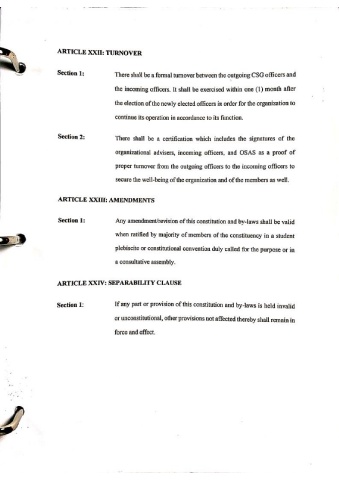 ARTICLE XXII: TURNOVER
Section 1: There shall be a formal turnover between the outgoing CSG officers and
the incoming officers. It shall be exercised within one (1) month after
the election of the newly elected officers in order for the organization to
continue its operation in accordance to its function.
Section 2: There shall be a certification which includes the signatures of the
organizational advisers, incoming officers, and OSAS as a proof of
proper turnover from the outgoing officers to the incoming officers to
secure the well-being of the organization and of the members as well.
ARTICLE XXIII: AMENDMENTS
Section 1: Any amendment/revision of this constitution and by-laws shall be valid
when ratified by majority of members of the constituency in a student
plebiscite or constitutional convention duly called for the purpose or in
a consultative assembly.
ARTICLE XXIV: SEPARABILITY CLAUSE
Section 1: If any part or provision of this constitution and by-laws is held invalid
or unconstitutional, other provisions not affected thereby shall remain in
force and effect.